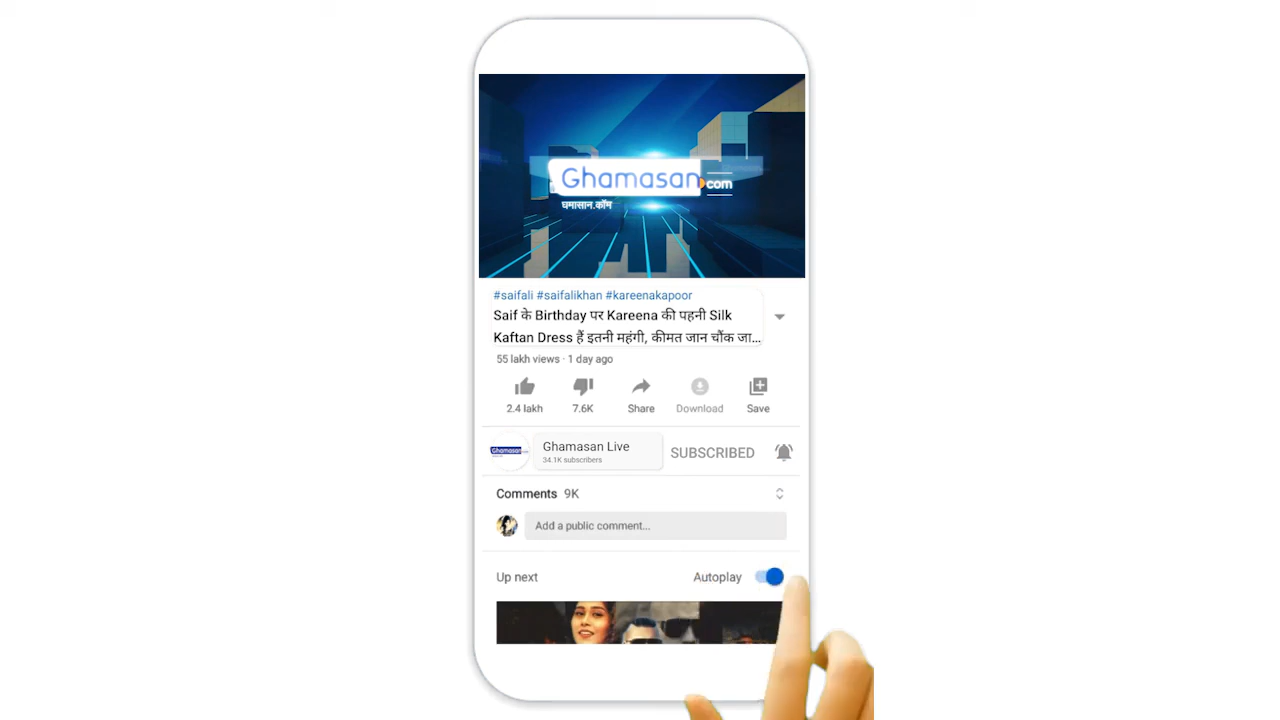 Ghamasan.com
घमासान.कॉम
#saifali #saifalikhan #kareenakapoor
Saif के Birthday पर Kareena की पहनी Silk
Kaftan Dress हैं इतनी महंगी, कीमत जान चौंक जा...
55 lakh views · 1 day ago
2.4 lakh 7.6K Share Download Save
Ghamasan
Ghamasan Live
34.1K subscribers
SUBSCRIBED
Comments 9K
Add a public comment...
Up next Autoplay